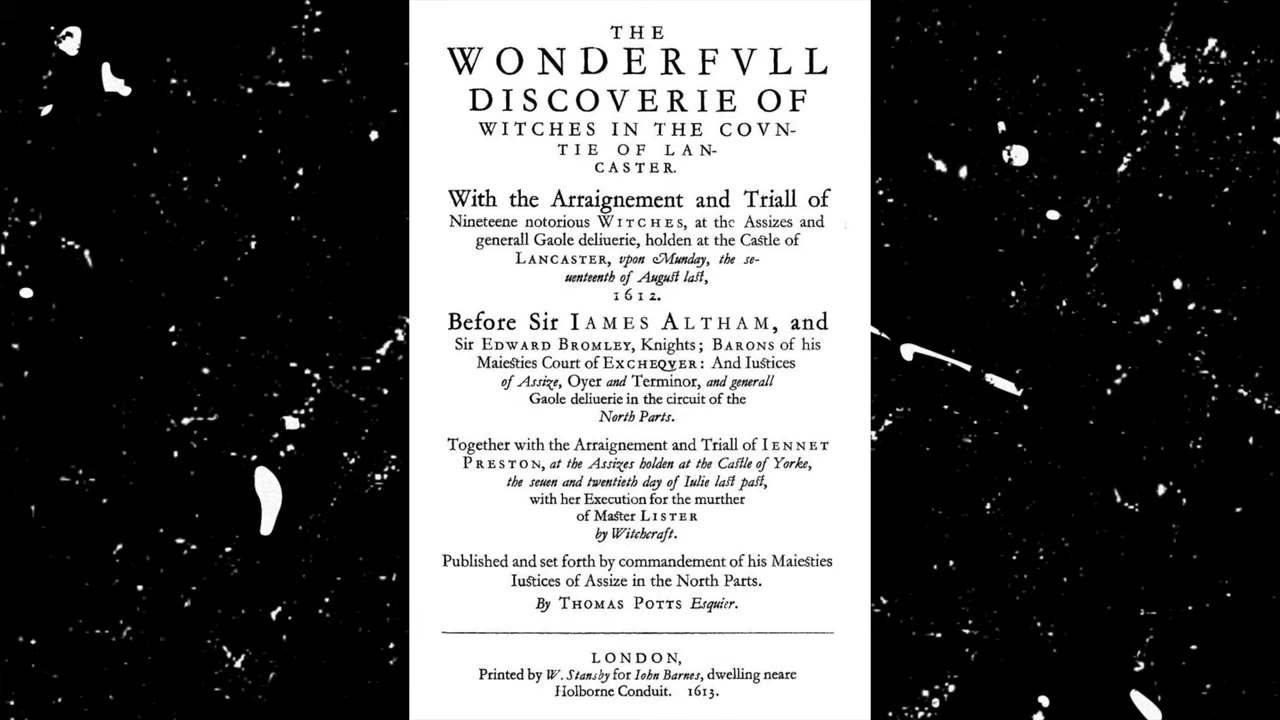 THE
WONDERFVLL
DISCOVERIE OF
WITCHES IN THE COVN-
TIE OF LAN-
CASTER.
With the Arraignement and Triall of
Nineteene notorious WITCHES, at the Assizes and
generall Gaole deliuerie, holden at the Castle of
LANCASTER, vpon Munday, the se-
uenteenth of August last,
1612.
Before Sir IAMES ALTHAM, and
Sir EDWARD BROMLEY, Knights; BARONS of his
Maiesties Court of EXCHEQVER: And Iustices
of Assize, Oyer and Terminor, and generall
Gaole deliuerie in the circuit of the
North Parts.
Together with the Arraignement and Triall of IENNET
PRESTON, at the Assizes holden at the Castle of Yorke,
the seuen and twentieth day of Iulie last past,
with her Execution for the murther
of Master LISTER
by Witchcraft.
Published and set forth by commandement of his Maiesties
Iustices of Assize in the North Parts.
By THOMAS POTTS Esquier.
LONDON,
Printed by W. Stansby for Iohn Barnes, dwelling neare
Holborne Conduit. 1613.